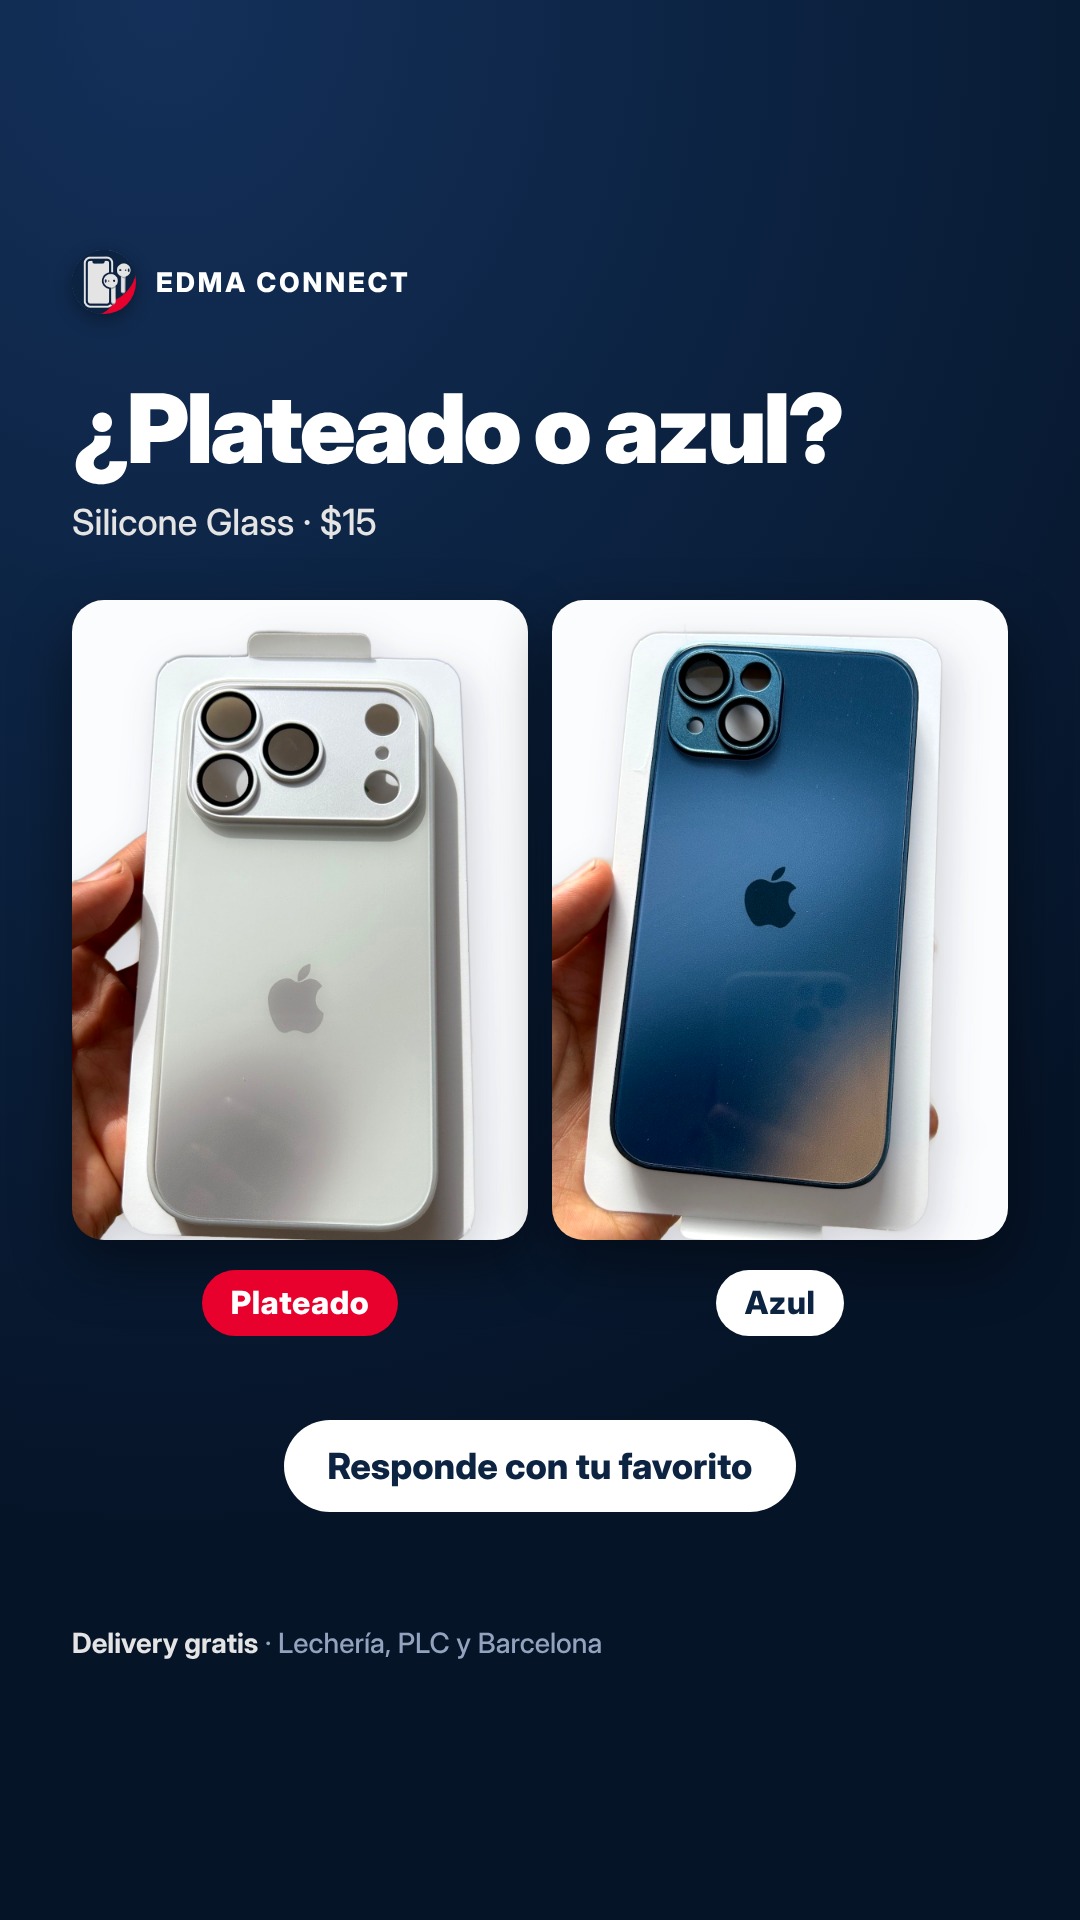 EDMA CONNECT
¿Plateado o azul?
Silicone Glass · $15
Plateado
Azul
Responde con tu favorito
Delivery gratis · Lechería, PLC y Barcelona